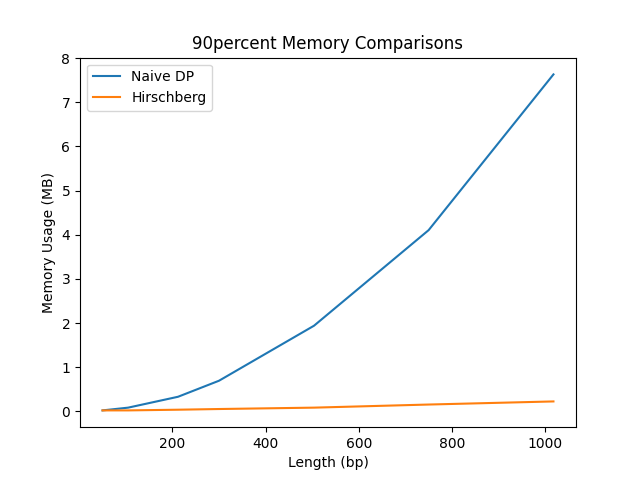 90percent Memory Comparisons
Naive DP
Hirschberg
8
7
6
5
4
3
2
1
0
Memory Usage (MB)
200 400 600 800 1000
Length (bp)